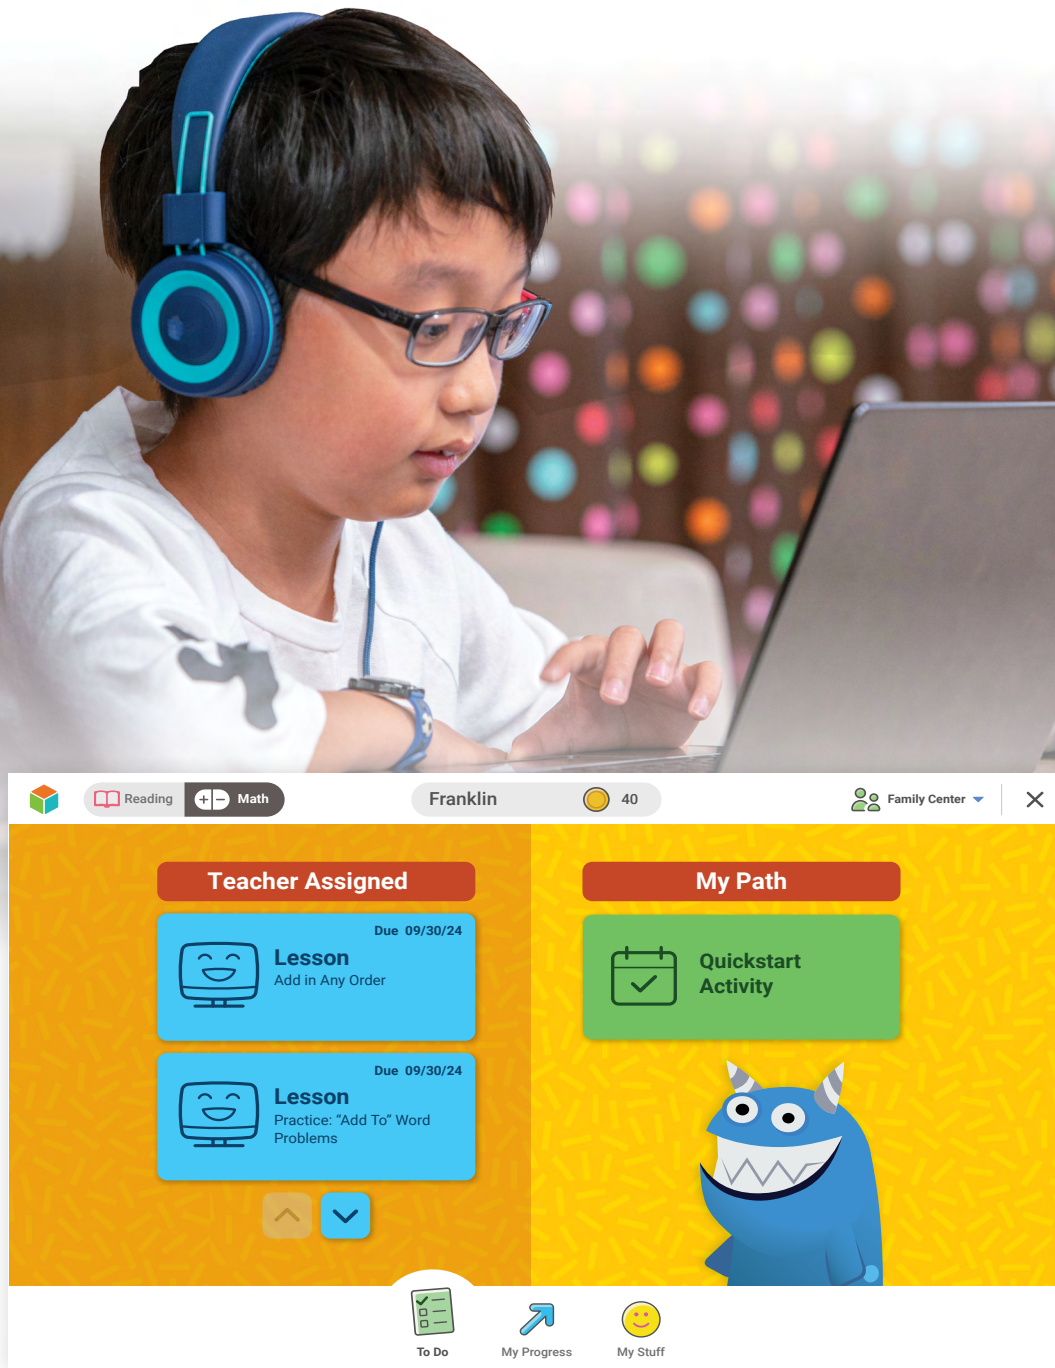 Reading
Math
Franklin
40
Family Center
Teacher Assigned
Due 09/30/24
Lesson
Add in Any Order
Due 09/30/24
Lesson
Practice: “Add To” Word
Problems
My Path
Quickstart
Activity
To Do
My Progress
My Stuff